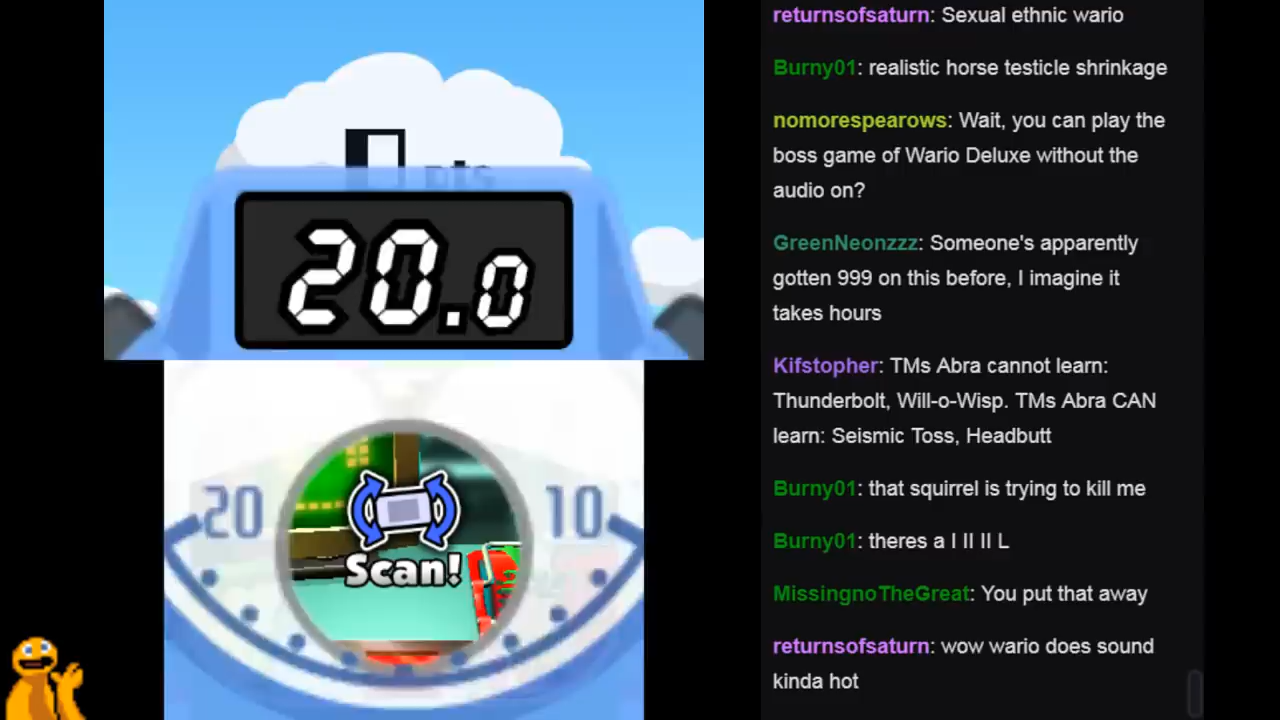 pts
20.0
20
10
Scan!
returnsofsaturn: Sexual ethnic wario
Burny01: realistic horse testicle shrinkage
nomorespearows: Wait, you can play the
boss game of Wario Deluxe without the
audio on?
GreenNeonzzz: Someone's apparently
gotten 999 on this before, I imagine it
takes hours
Kifstopher: TMs Abra cannot learn:
Thunderbolt, Will-o-Wisp. TMs Abra CAN
learn: Seismic Toss, Headbutt
Burny01: that squirrel is trying to kill me
Burny01: theres a I II II L
MissingnoTheGreat: You put that away
returnsofsaturn: wow wario does sound
kinda hot